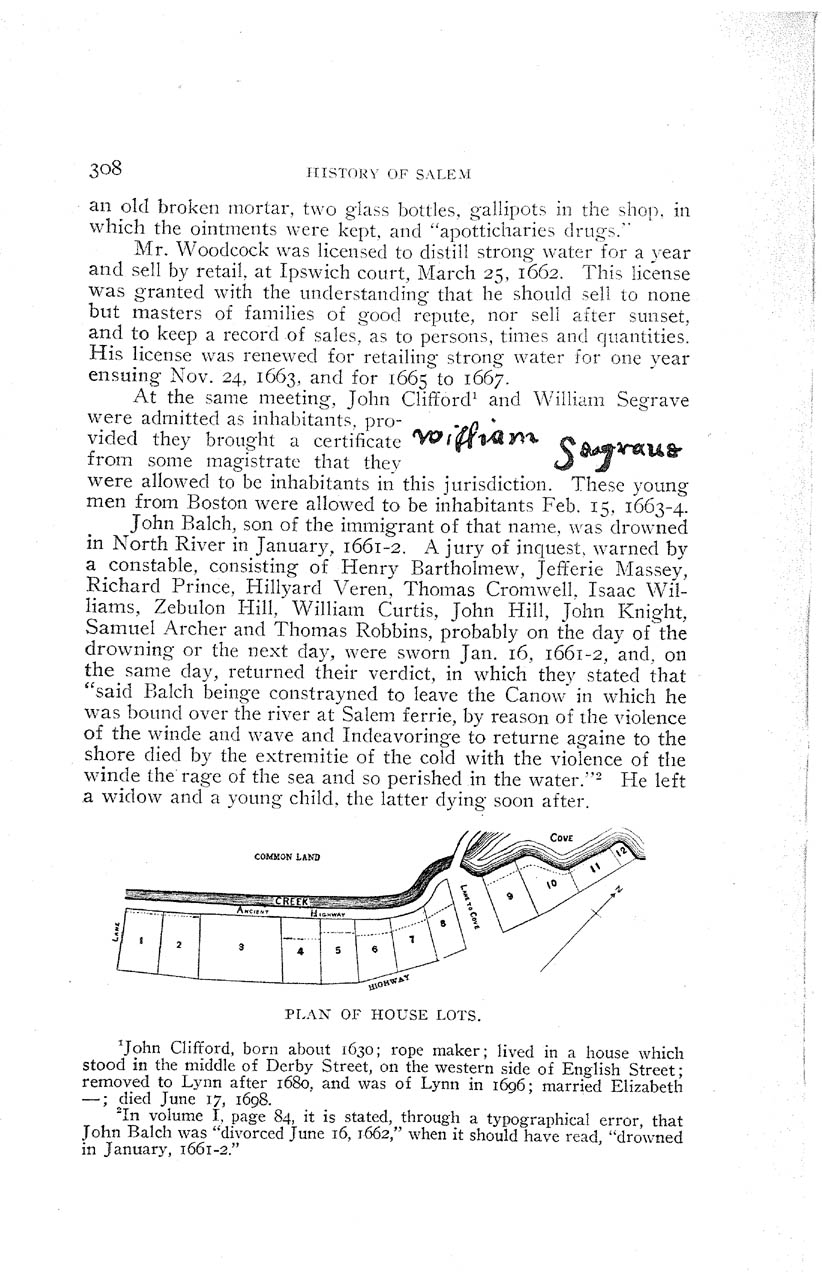 308
HISTORY OF SALEM
an old broken mortar, two glass bottles, gallipots in the shop, in
which the ointments were kept, and “apotticharies drugs.”
Mr. Woodcock was licensed to distill strong water for a year
and sell by retail, at Ipswich court, March 25, 1662. This license
was granted with the understanding that he should sell to none
but masters of families of good repute, nor sell after sunset,
and to keep a record of sales, as to persons, times and quantities.
His license was renewed for retailing strong water for one year
ensuing Nov. 24, 1663, and for 1665 to 1667.
At the same meeting, John Clifford¹ and William Segrave
were admitted as inhabitants, pro-
vided they brought a certificate
from some magistrate that they
william Seagraue
were allowed to be inhabitants in this jurisdiction. These young
men from Boston were allowed to be inhabitants Feb. 15, 1663-4.
John Balch, son of the immigrant of that name, was drowned
in North River in January, 1661-2. A jury of inquest, warned by
a constable, consisting of Henry Bartholmew, Jefferie Massey,
Richard Prince, Hillyard Veren, Thomas Cromwell, Isaac Wil-
liams, Zebulon Hill, William Curtis, John Hill, John Knight,
Samuel Archer and Thomas Robbins, probably on the day of the
drowning or the next day, were sworn Jan. 16, 1661-2, and, on
the same day, returned their verdict, in which they stated that
“said Balch beinge constrayned to leave the Canow in which he
was bound over the river at Salem ferrie, by reason of the violence
of the winde and wave and Indeavoringe to returne againe to the
shore died by the extremitie of the cold with the violence of the
winde the rage of the sea and so perished in the water.”² He left
a widow and a young child, the latter dying soon after.
COVE
COMMON LAND
CREEK
ANCIENT HIGHWAY
LANE
LANE TO COVE
1
2
3
4
5
6
7
8
9
10
11
12
N
HIGHWAY
PLAN OF HOUSE LOTS.
¹John Clifford, born about 1630; rope maker; lived in a house which
stood in the middle of Derby Street, on the western side of English Street;
removed to Lynn after 1680, and was of Lynn in 1696; married Elizabeth
—; died June 17, 1698.
²In volume I, page 84, it is stated, through a typographical error, that
John Balch was “divorced June 16, 1662,” when it should have read, “drowned
in January, 1661-2.”